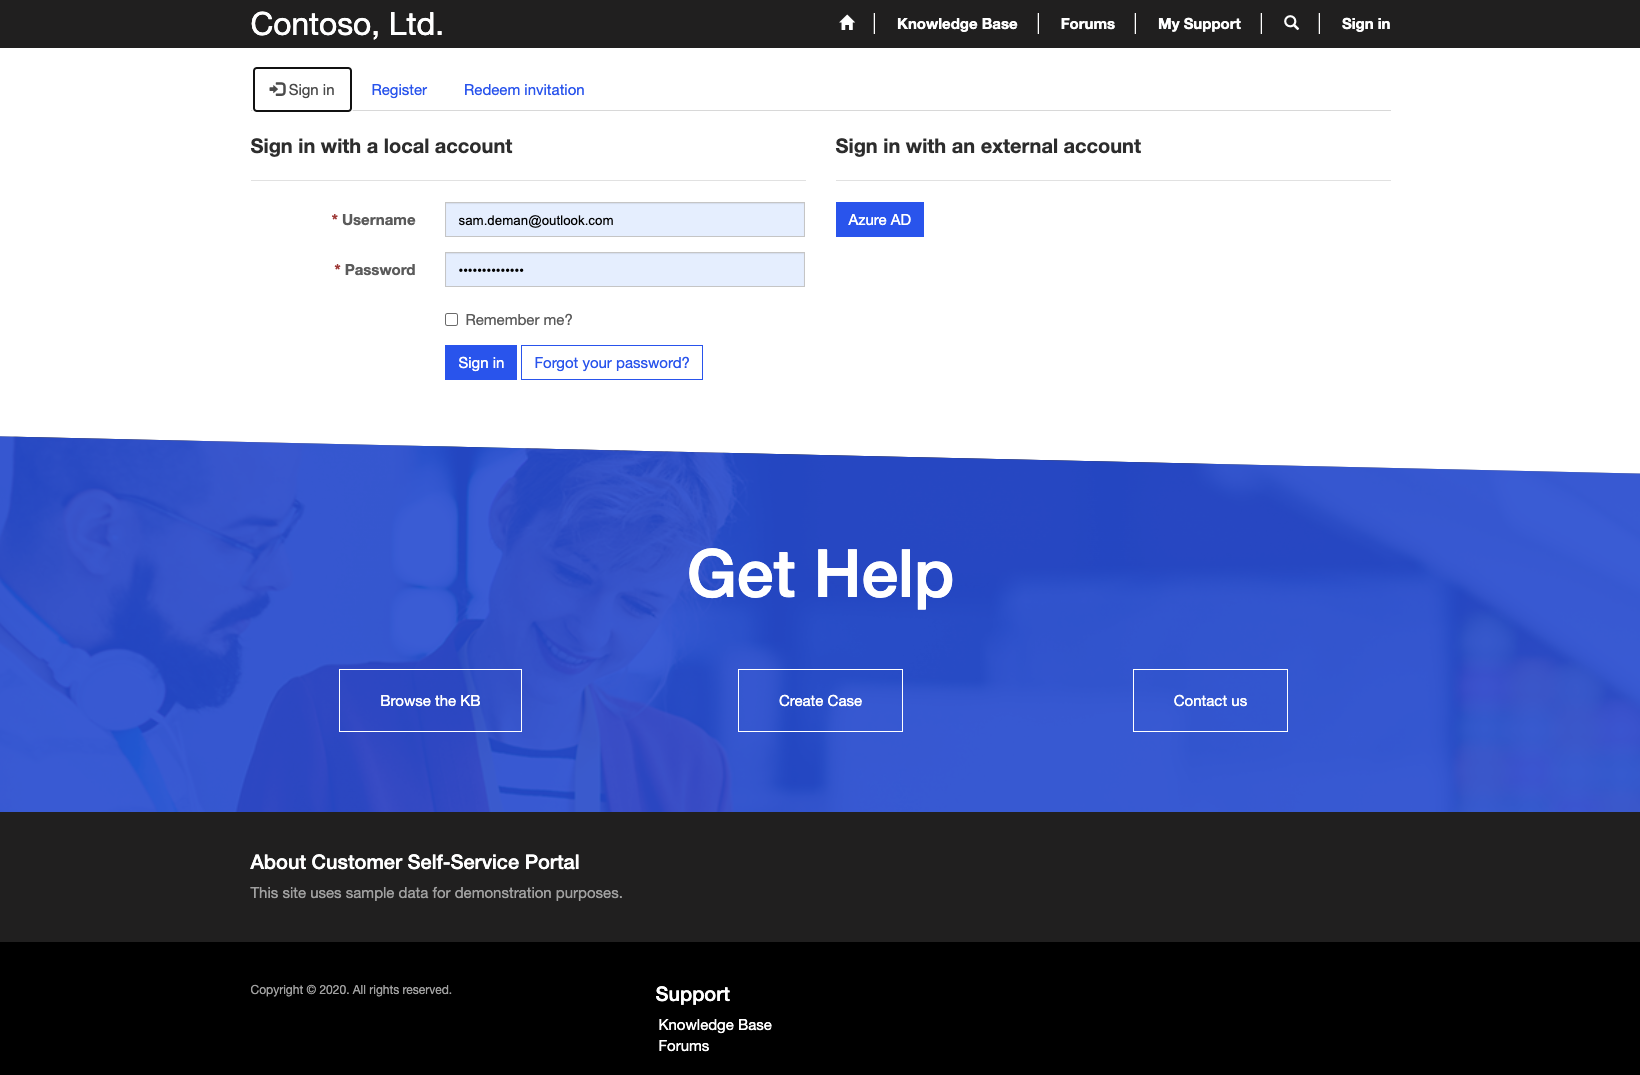 Contoso, Ltd.
Knowledge Base
Forums
My Support
Sign in
Sign in
Register
Redeem invitation
Sign in with a local account
Sign in with an external account
* Username
sam.deman@outlook.com
Azure AD
* Password
••••••••••••••
Remember me?
Sign in
Forgot your password?
Get Help
Browse the KB
Create Case
Contact us
About Customer Self-Service Portal
This site uses sample data for demonstration purposes.
Copyright © 2020. All rights reserved.
Support
Knowledge Base
Forums